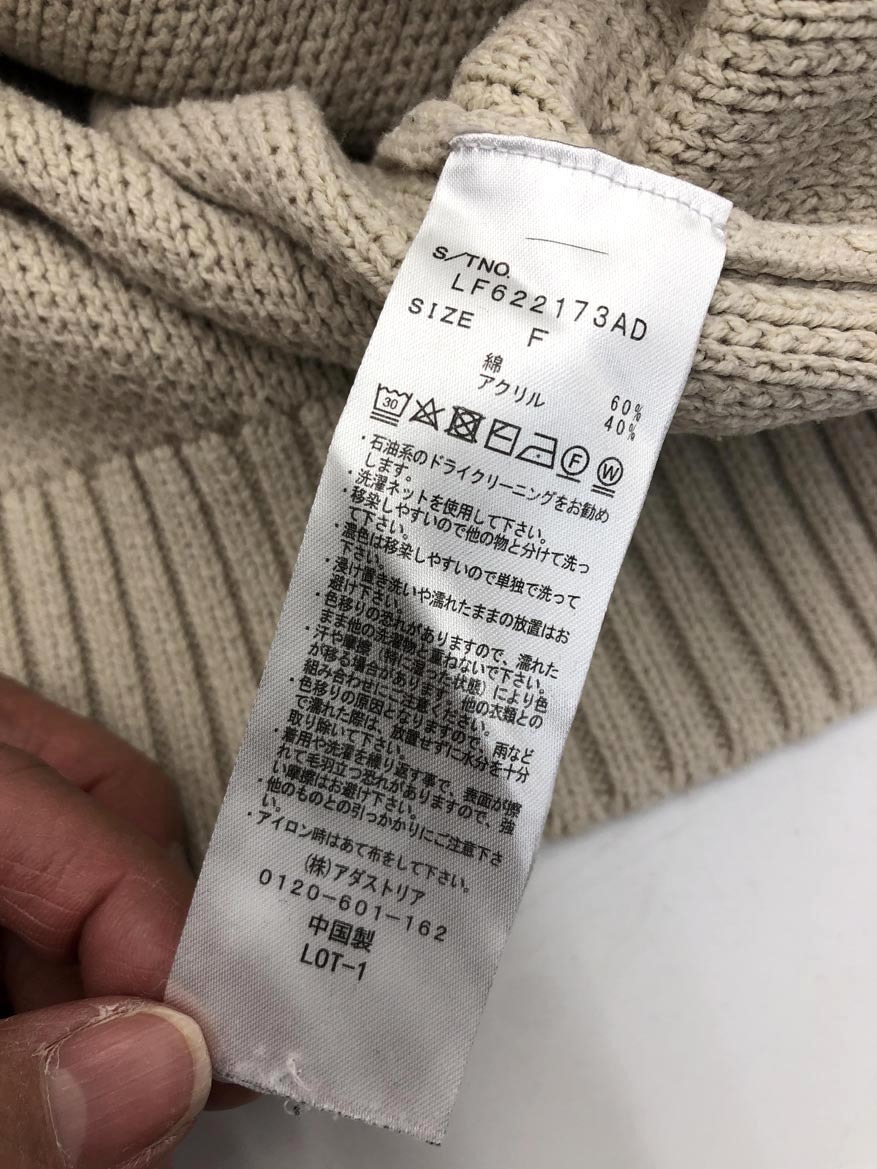 S/TNO.
LF622173AD
SIZE F
綿 60%
アクリル 40%
30
F W
・石油系のドライクリーニングをお勧め
します。
・洗濯ネットを使用して下さい。
・移染しやすいので他の物と分けて洗っ
て下さい。
・濃色は移染しやすいので単独で洗って
下さい。
・浸け置き洗いや濡れたままの放置はお
避け下さい。
・色移りの恐れがありますので、濡れた
まま他の洗濯物と重ねないで下さい。
・汗や摩擦（特に湿った状態）により色
が移る場合があります。他の衣類との
組み合わせにご注意ください。
・色移りの原因となりますので、雨など
で濡れた際は、放置せずに水分を十分
取り除いて下さい。
・着用や洗濯を繰り返す事で、表面が擦
れて毛羽立つ恐れがありますので、強
い摩擦はお避け下さい。
・他のものとの引っかかりにご注意下さ
い。
・アイロン時はあて布をして下さい。
(株)アダストリア
0120-601-162
中国製
LOT-1